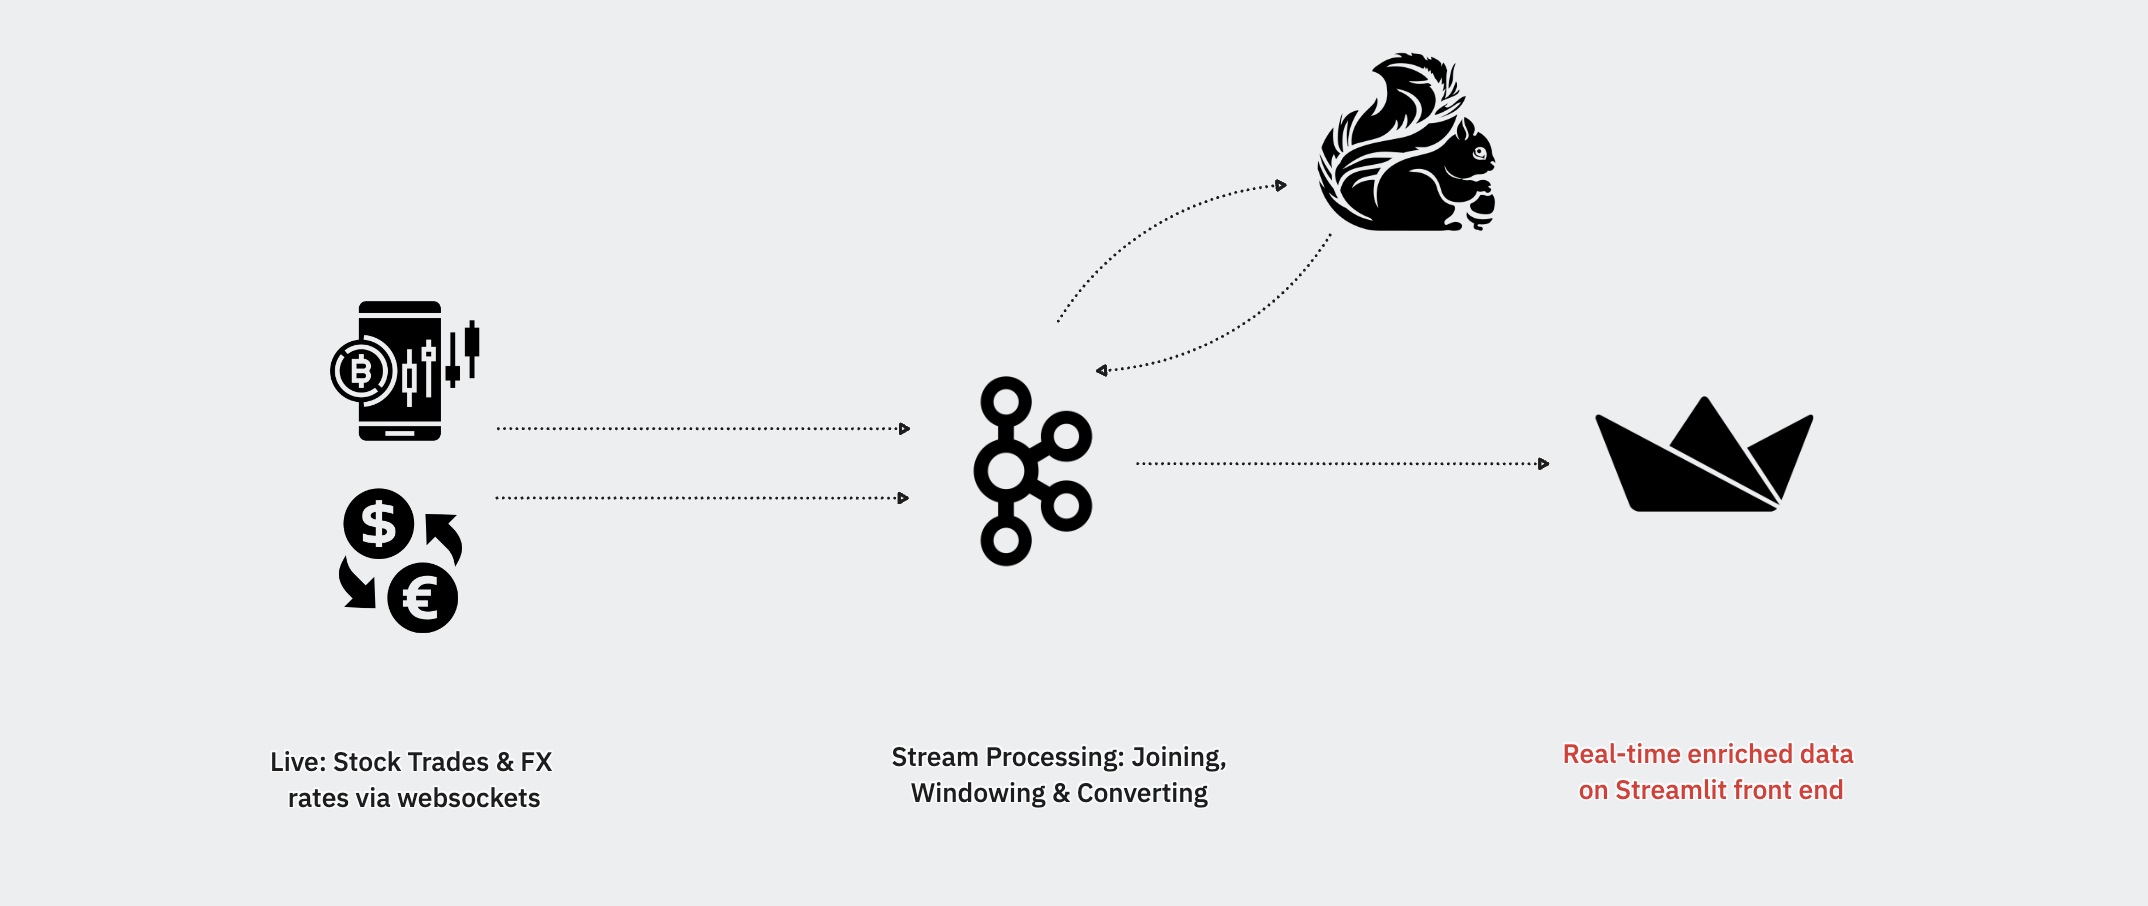 Live: Stock Trades & FX
rates via websockets
Stream Processing: Joining,
Windowing & Converting
Real-time enriched data
on Streamlit front end